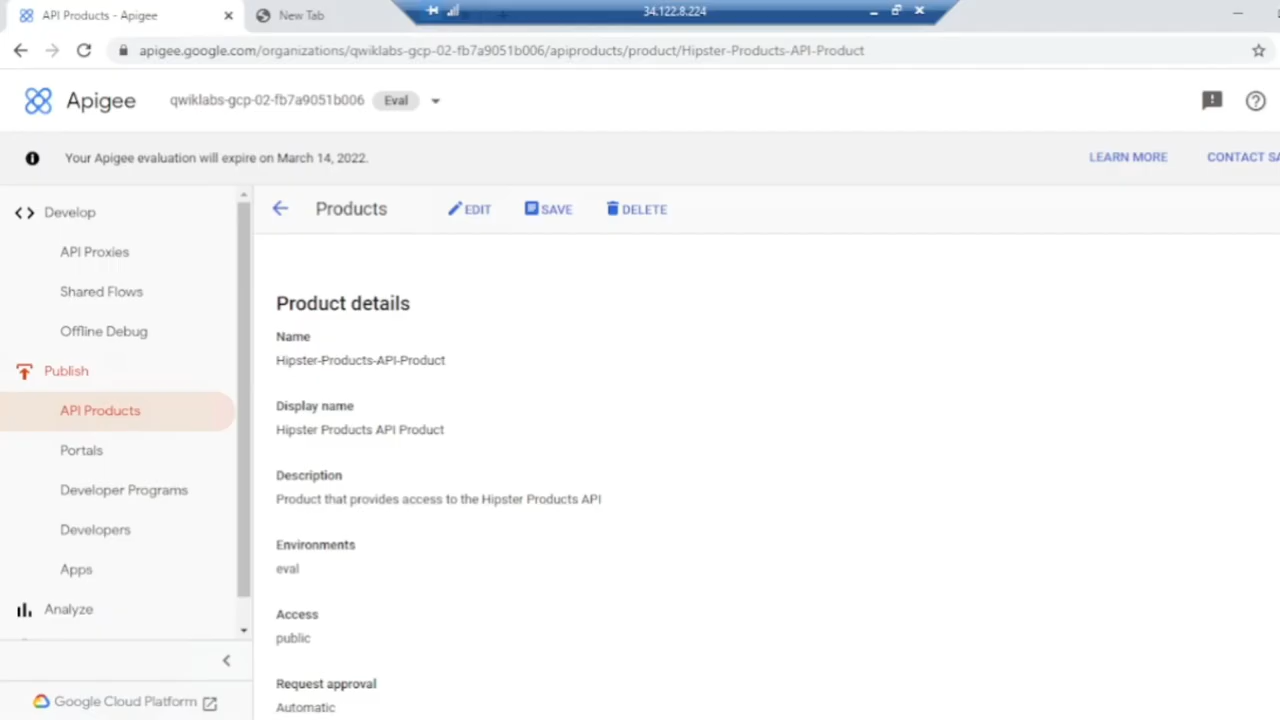 API Products - Apigee
New Tab
34.122.8.224
apigee.google.com/organizations/qwiklabs-gcp-02-fb7a9051b006/apiproducts/product/Hipster-Products-API-Product
Apigee
qwiklabs-gcp-02-fb7a9051b006
Eval
Your Apigee evaluation will expire on March 14, 2022.
LEARN MORE
CONTACT SA
Develop
API Proxies
Shared Flows
Offline Debug
Publish
API Products
Portals
Developer Programs
Developers
Apps
Analyze
Google Cloud Platform
Products
EDIT
SAVE
DELETE
Product details
Name
Hipster-Products-API-Product
Display name
Hipster Products API Product
Description
Product that provides access to the Hipster Products API
Environments
eval
Access
public
Request approval
Automatic